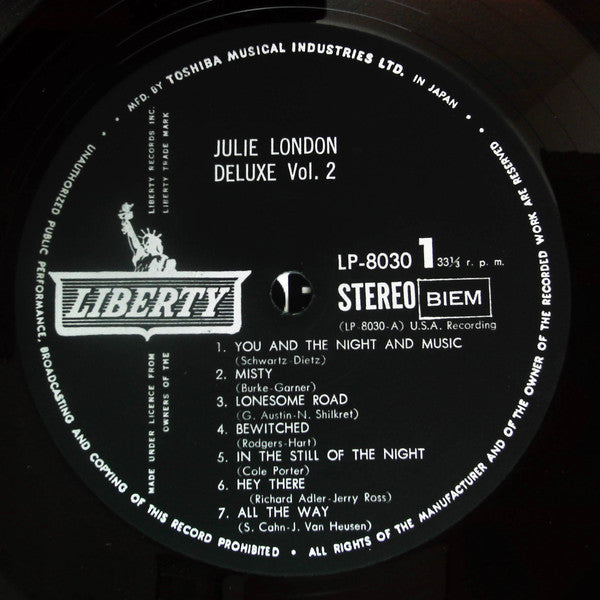 MFD. BY TOSHIBA MUSICAL INDUSTRIES LTD. IN JAPAN
UNAUTHORIZED PUBLIC PERFORMANCE, BROADCASTING AND COPYING OF THIS RECORD PROHIBITED • ALL RIGHTS OF THE MANUFACTURER AND OF THE OWNER OF THE RECORDED WORK ARE RESERVED
LIBERTY RECORDS INC.
LIBERTY TRADE MARK
JULIE LONDON
DELUXE Vol. 2
LIBERTY
LP-8030 1 33⅓ r. p. m.
STEREO BIEM
(LP-8030-A) U.S.A. Recording
MADE UNDER LICENCE FROM
OWNERS OF THE
1. YOU AND THE NIGHT AND MUSIC
(Schwartz-Dietz)
2. MISTY
(Burke-Garner)
3. LONESOME ROAD
(G. Austin-N. Shilkret)
4. BEWITCHED
(Rodgers-Hart)
5. IN THE STILL OF THE NIGHT
(Cole Porter)
6. HEY THERE
(Richard Adler-Jerry Ross)
7. ALL THE WAY
(S. Cahn-J. Van Heusen)